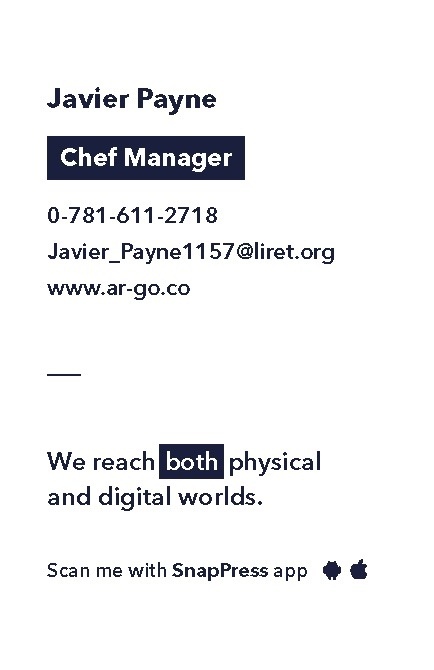 Javier Payne
Chef Manager
0-781-611-2718
Javier_Payne1157@liret.org
www.ar-go.co
We reach both physical
and digital worlds.
Scan me with SnapPress app